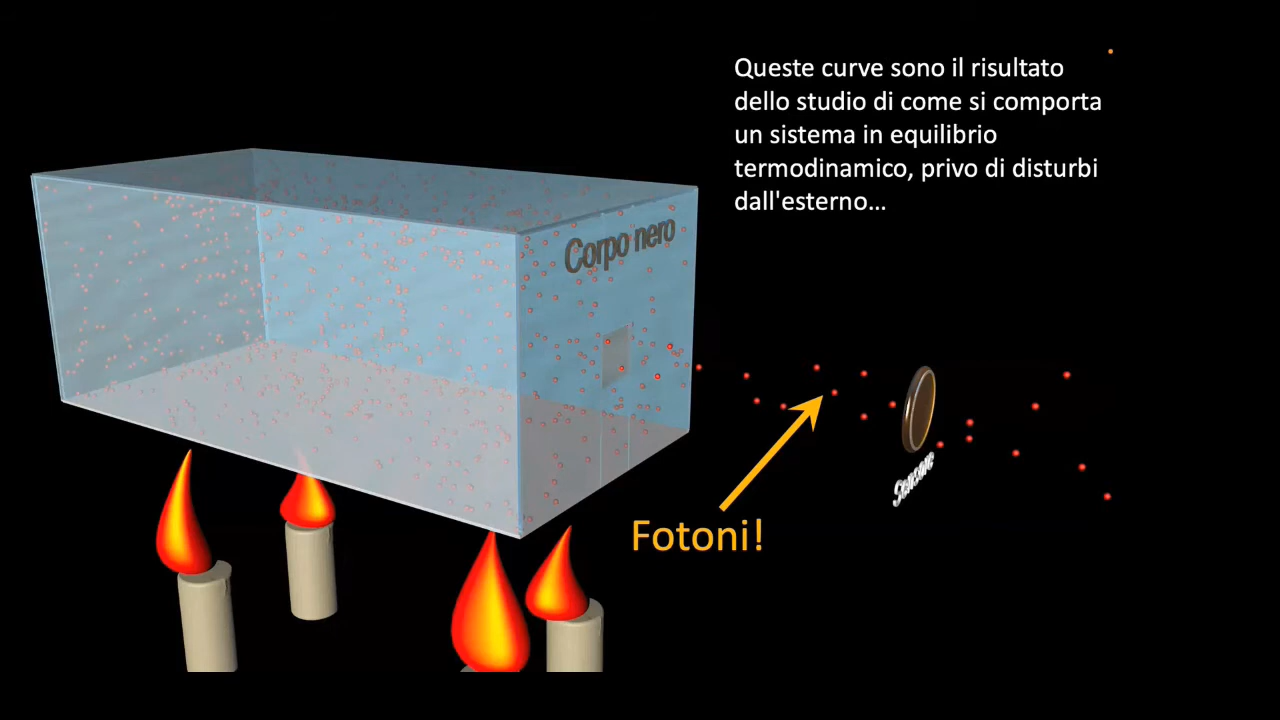 Queste curve sono il risultato
dello studio di come si comporta
un sistema in equilibrio
termodinamico, privo di disturbi
dall'esterno...
Corpo nero
Sensore
Fotoni!